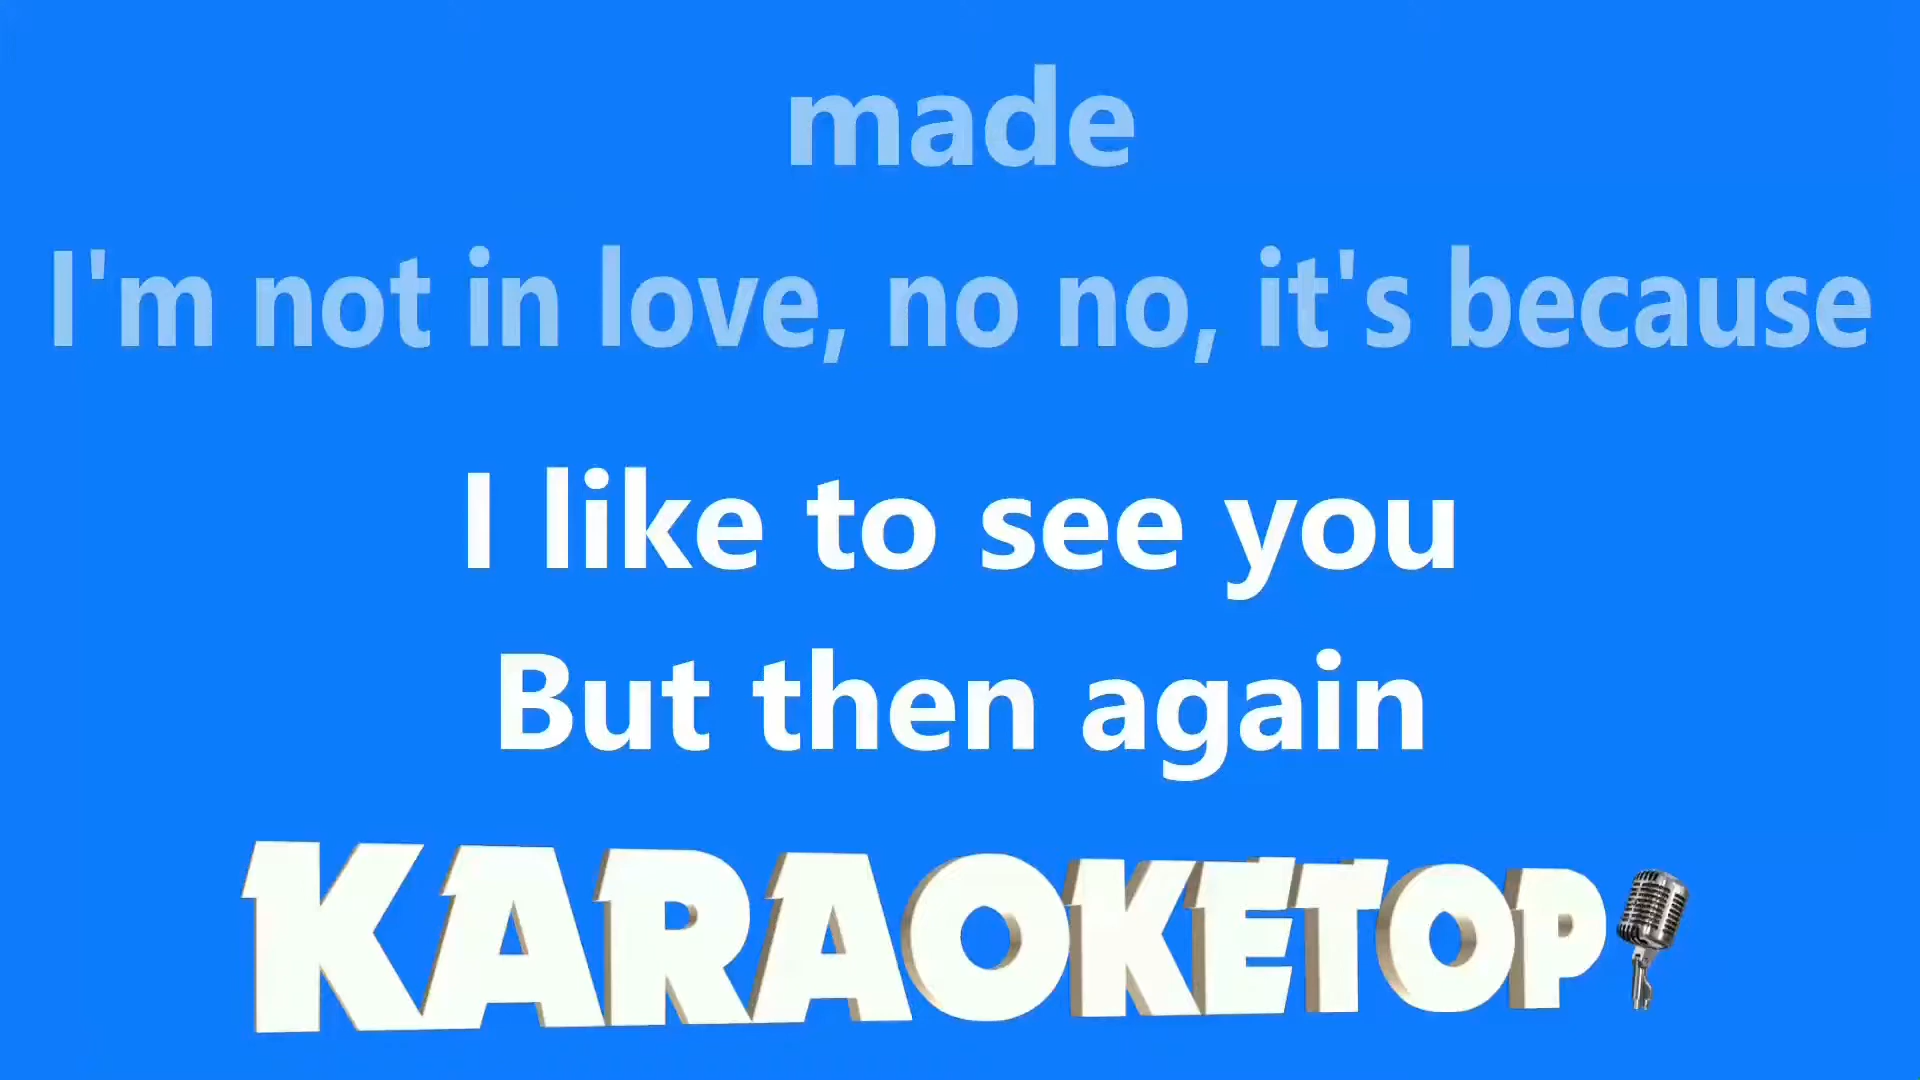 made
I'm not in love, no no, it's because
I like to see you
But then again
KARAOKETOP